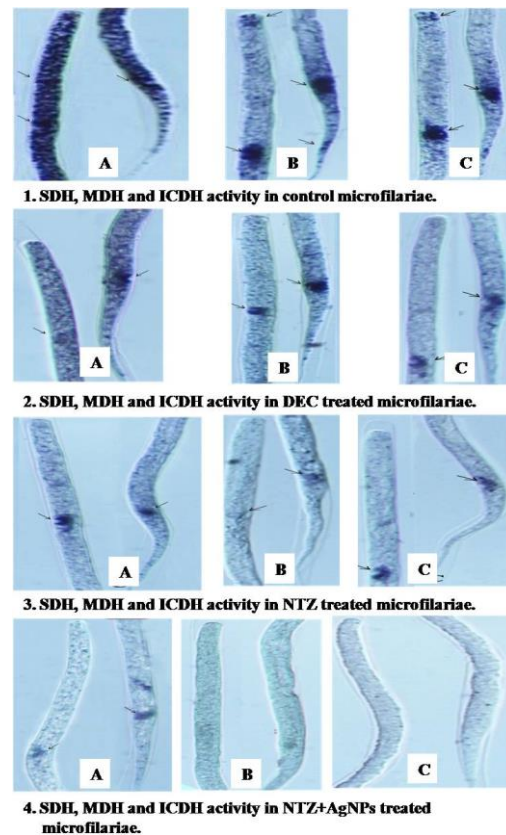 A
B
C
1. SDH, MDH and ICDH activity in control microfilariae.
A
B
C
2. SDH, MDH and ICDH activity in DEC treated microfilariae.
A
B
C
3. SDH, MDH and ICDH activity in NTZ treated microfilariae.
A
B
C
4. SDH, MDH and ICDH activity in NTZ+AgNPs treated
microfilariae.